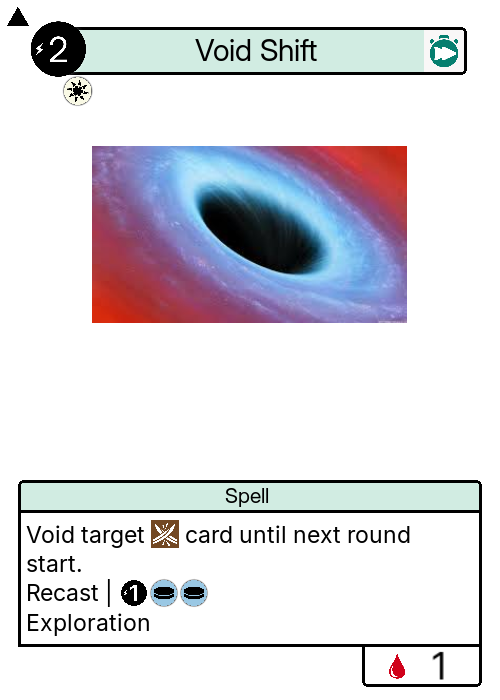 2
Void Shift
Spell
Void target card until next round
start.
Recast | 1
Exploration
1